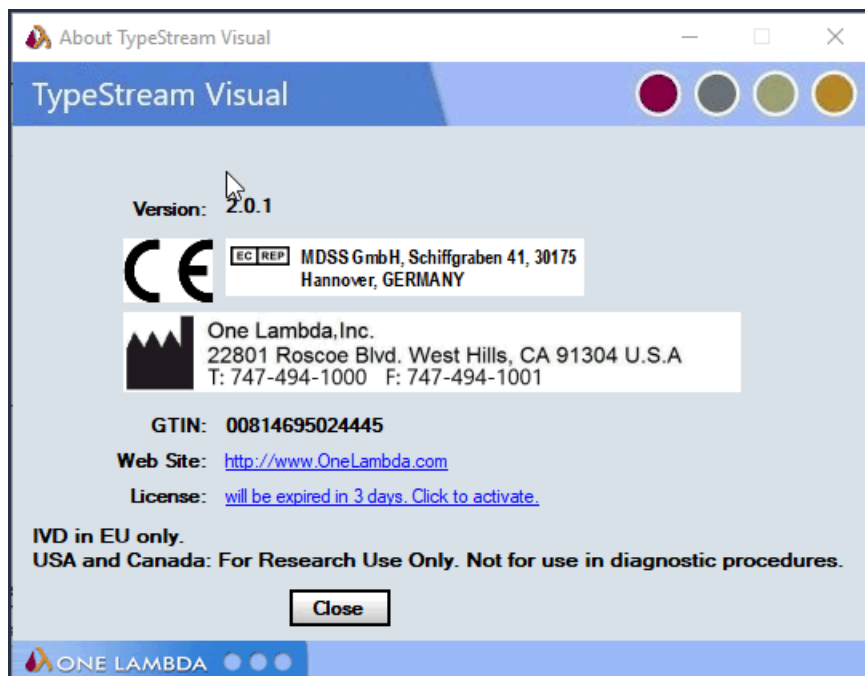 About TypeStream Visual
TypeStream Visual
Version: 2.0.1
CE
EC REP MDSS GmbH, Schiffgraben 41, 30175
Hannover, GERMANY
One Lambda,Inc.
22801 Roscoe Blvd. West Hills, CA 91304 U.S.A
T: 747-494-1000 F: 747-494-1001
GTIN: 00814695024445
Web Site: http://www.OneLambda.com
License: will be expired in 3 days. Click to activate.
IVD in EU only.
USA and Canada: For Research Use Only. Not for use in diagnostic procedures.
Close
ONE LAMBDA